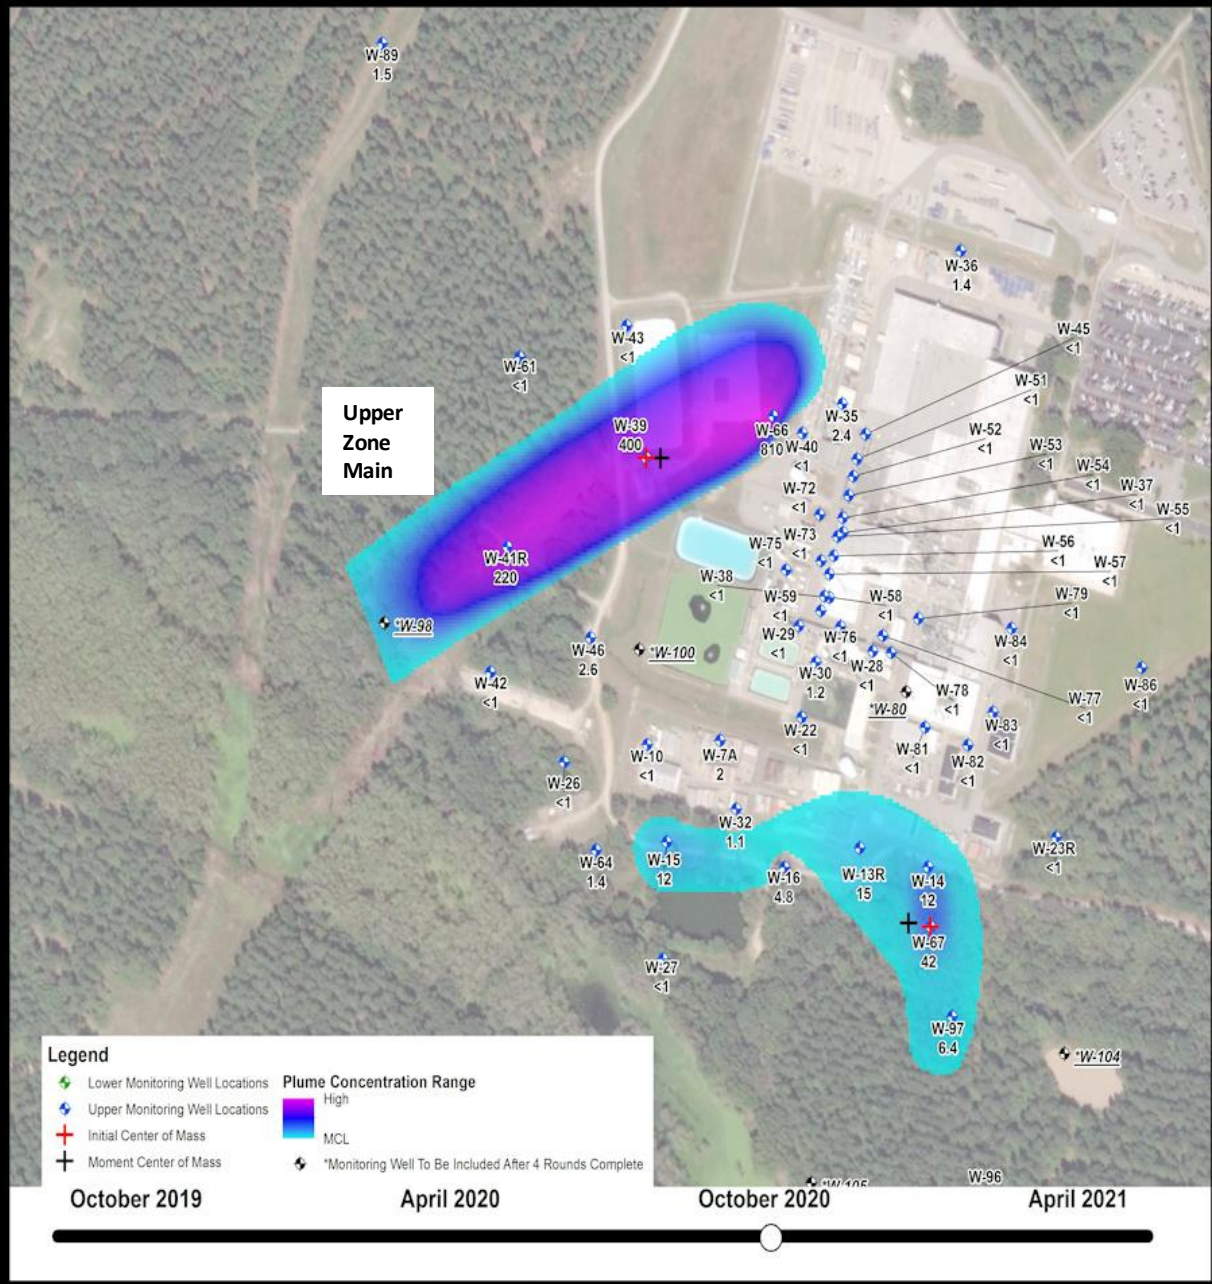 W-89
1.5
W-36
1.4
W-43
<1
W-45
<1
W-61
<1
W-51
<1
Upper
Zone
Main
W-39
400
W-66
810
W-40
<1
W-35
2.4
W-52
<1
W-53
<1
W-54
<1
W-37
<1
W-55
<1
W-72
<1
W-73
<1
W-75
<1
W-56
<1
W-57
<1
W-41R
220
W-38
<1
W-59
<1
W-58
<1
W-79
<1
*W-98
W-46
2.6
*W-100
W-29
<1
W-76
<1
W-84
<1
W-42
<1
W-30
1.2
W-28
<1
W-78
<1
W-77
<1
W-86
<1
*W-80
W-22
<1
W-83
<1
W-10
<1
W-7A
2
W-81
<1
W-82
<1
W-26
<1
W-32
1.1
W-64
1.4
W-15
12
W-16
4.8
W-13R
15
W-14
12
W-23R
<1
W-67
42
W-27
<1
W-97
6.4
*W-104
Legend
Lower Monitoring Well Locations
Upper Monitoring Well Locations
Initial Center of Mass
Moment Center of Mass
Plume Concentration Range
High
MCL
*Monitoring Well To Be Included After 4 Rounds Complete
*W-105
W-96
October 2019
April 2020
October 2020
April 2021